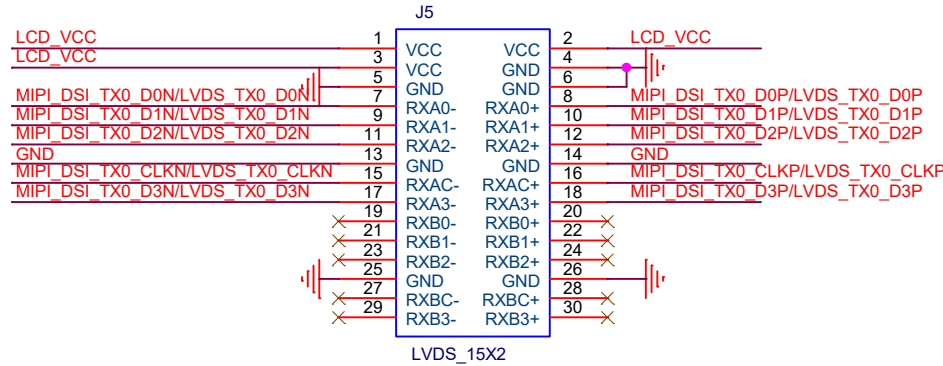 J5
LCD_VCC 1 VCC VCC 2 LCD_VCC
LCD_VCC 3 VCC GND 4
5 GND GND 6
MIPI_DSI_TX0_D0N/LVDS_TX0_D0N 7 RXA0- RXA0+ 8 MIPI_DSI_TX0_D0P/LVDS_TX0_D0P
MIPI_DSI_TX0_D1N/LVDS_TX0_D1N 9 RXA1- RXA1+ 10 MIPI_DSI_TX0_D1P/LVDS_TX0_D1P
MIPI_DSI_TX0_D2N/LVDS_TX0_D2N 11 RXA2- RXA2+ 12 MIPI_DSI_TX0_D2P/LVDS_TX0_D2P
GND 13 GND GND 14 GND
MIPI_DSI_TX0_CLKN/LVDS_TX0_CLKN 15 RXAC- RXAC+ 16 MIPI_DSI_TX0_CLKP/LVDS_TX0_CLKP
MIPI_DSI_TX0_D3N/LVDS_TX0_D3N 17 RXA3- RXA3+ 18 MIPI_DSI_TX0_D3P/LVDS_TX0_D3P
19 RXB0- RXB0+ 20
21 RXB1- RXB1+ 22
23 RXB2- RXB2+ 24
25 GND GND 26
27 RXBC- RXBC+ 28
29 RXB3- RXB3+ 30
LVDS_15X2